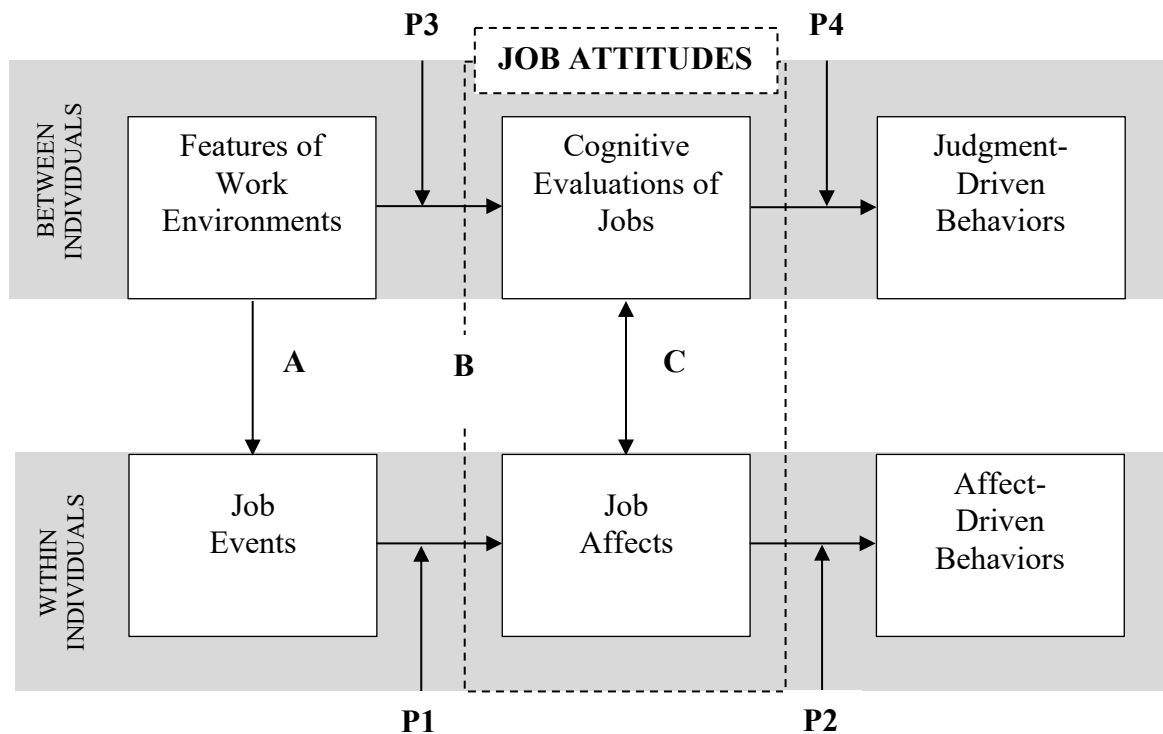 P3
P4
JOB ATTITUDES
BETWEEN
INDIVIDUALS
Features of
Work
Environments
Cognitive
Evaluations of
Jobs
Judgment-
Driven
Behaviors
A
B
C
WITHIN
INDIVIDUALS
Job
Events
Job
Affects
Affect-
Driven
Behaviors
P1
P2